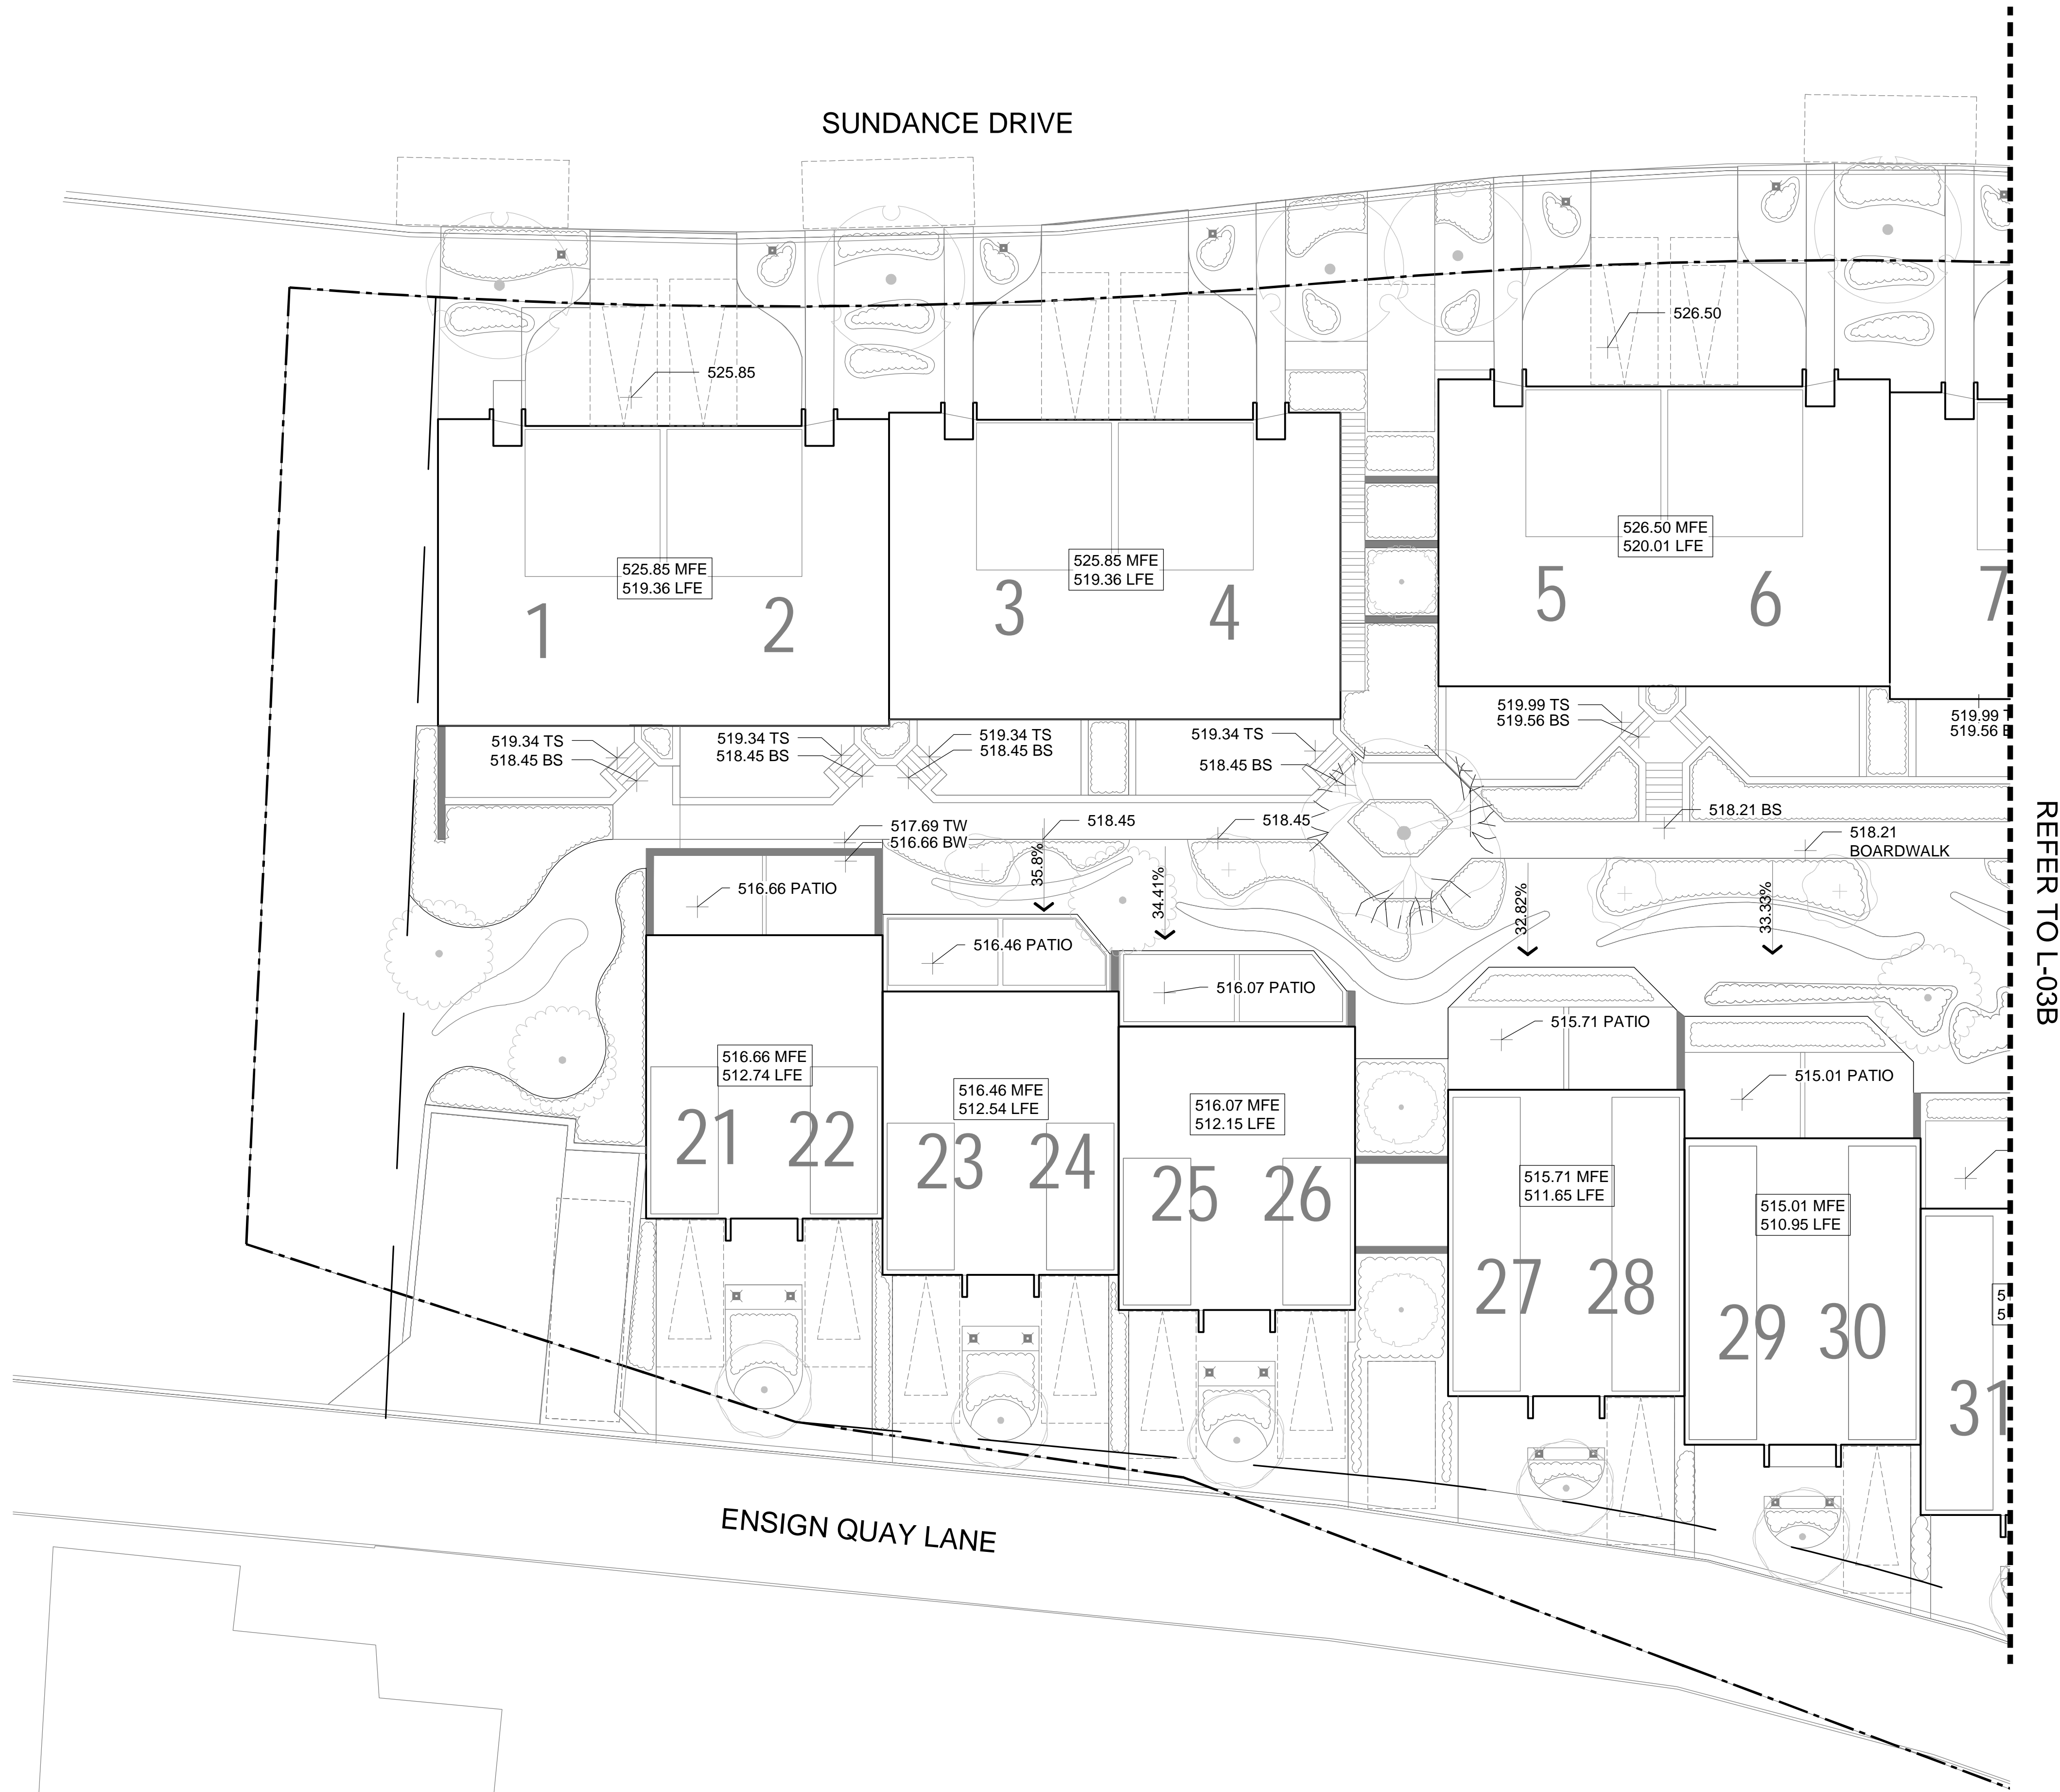 SUNDANCE DRIVE
526.50
525.85
526.50 MFE
520.01 LFE
525.85 MFE
519.36 LFE
525.85 MFE
519.36 LFE
1
2
3
4
5
6
7
519.34 TS
518.45 BS
519.34 TS
518.45 BS
519.34 TS
518.45 BS
519.34 TS
518.45 BS
519.99 TS
519.56 BS
519.99
519.56
517.69 TW
516.66 BW
518.45
518.45
518.21 BS
518.21
BOARDWALK
35.8%
34.41%
32.82%
33.33%
516.66 PATIO
516.46 PATIO
516.07 PATIO
515.71 PATIO
515.01 PATIO
REFER TO L-03B
516.66 MFE
512.74 LFE
516.46 MFE
512.54 LFE
516.07 MFE
512.15 LFE
515.71 MFE
511.65 LFE
515.01 MFE
510.95 LFE
5
5
21
22
23
24
25
26
27
28
29
30
31
ENSIGN QUAY LANE